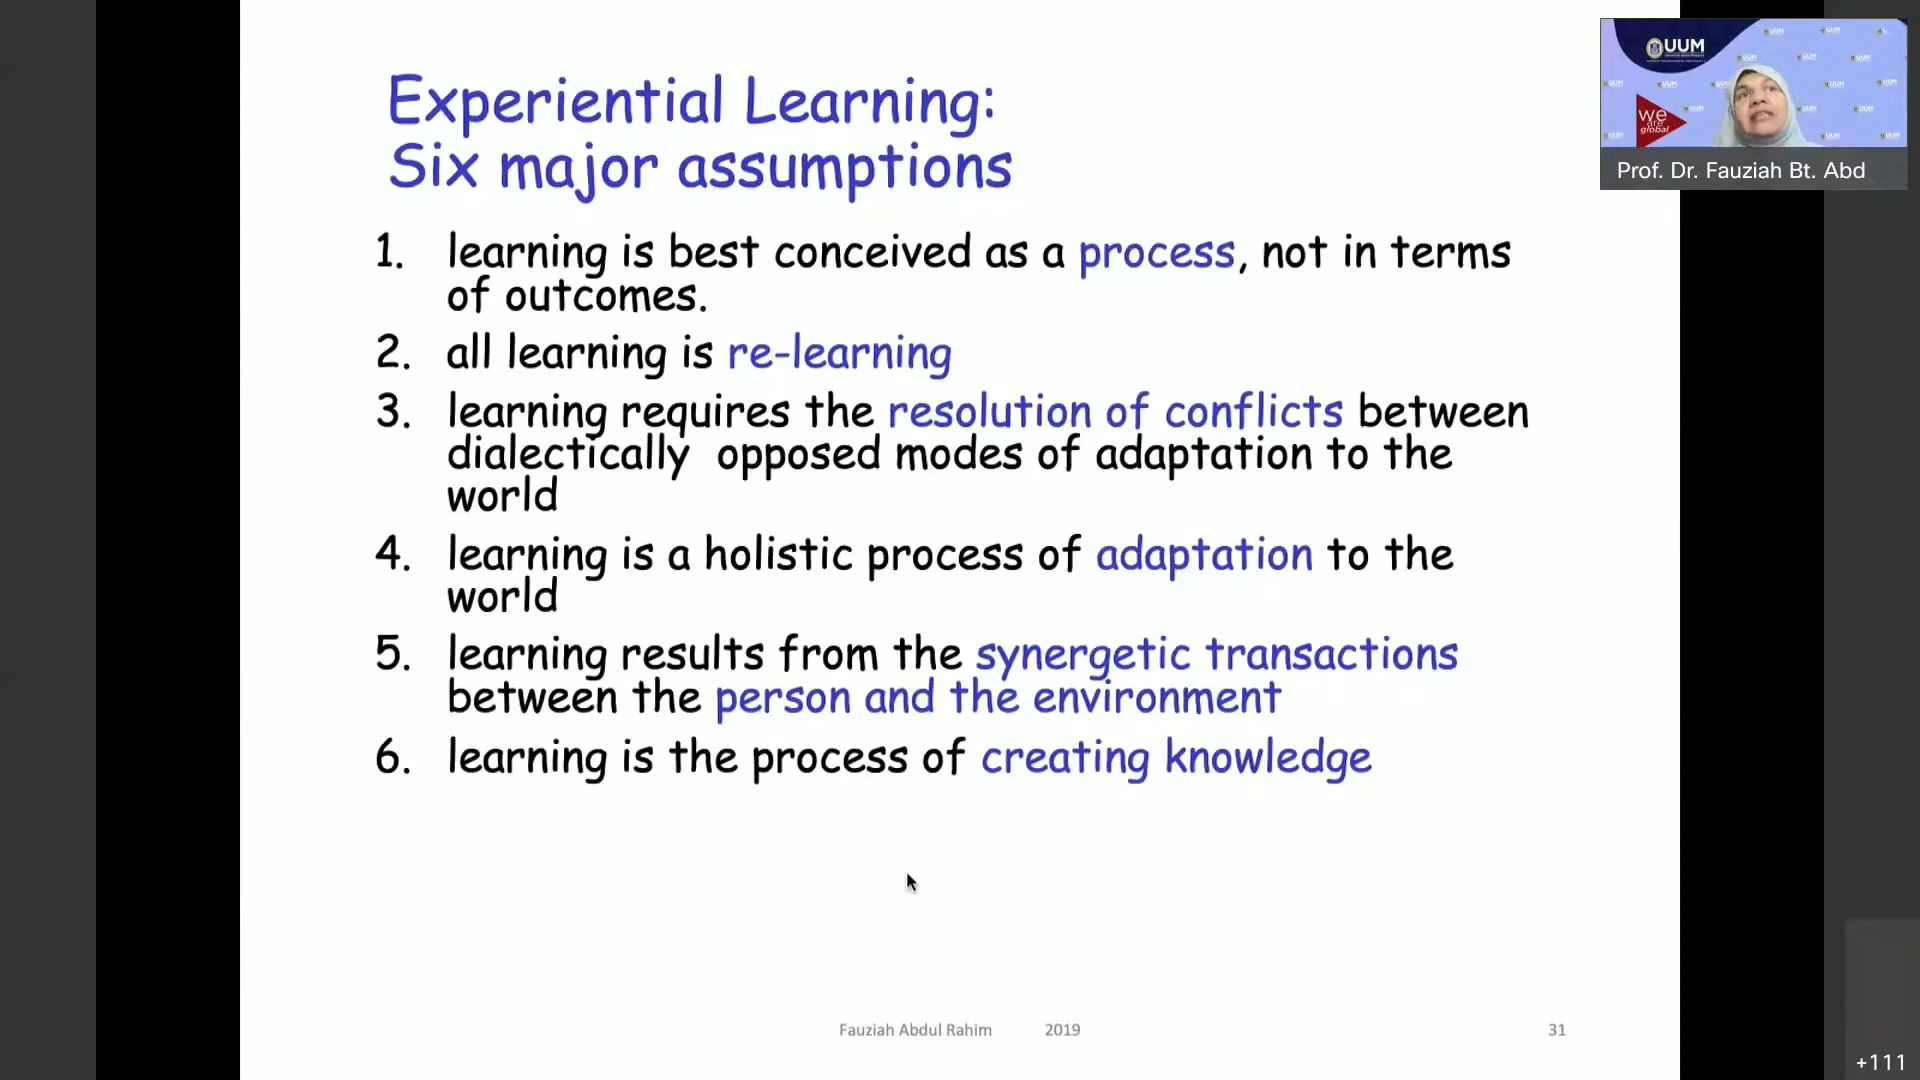 Experiential Learning:
Six major assumptions
1. learning is best conceived as a process, not in terms
of outcomes.
2. all learning is re-learning
3. learning requires the resolution of conflicts between
dialectically opposed modes of adaptation to the
world
4. learning is a holistic process of adaptation to the
world
5. learning results from the synergetic transactions
between the person and the environment
6. learning is the process of creating knowledge
Fauziah Abdul Rahim 2019 31
UUM
we
are
global
Prof. Dr. Fauziah Bt. Abd
+111